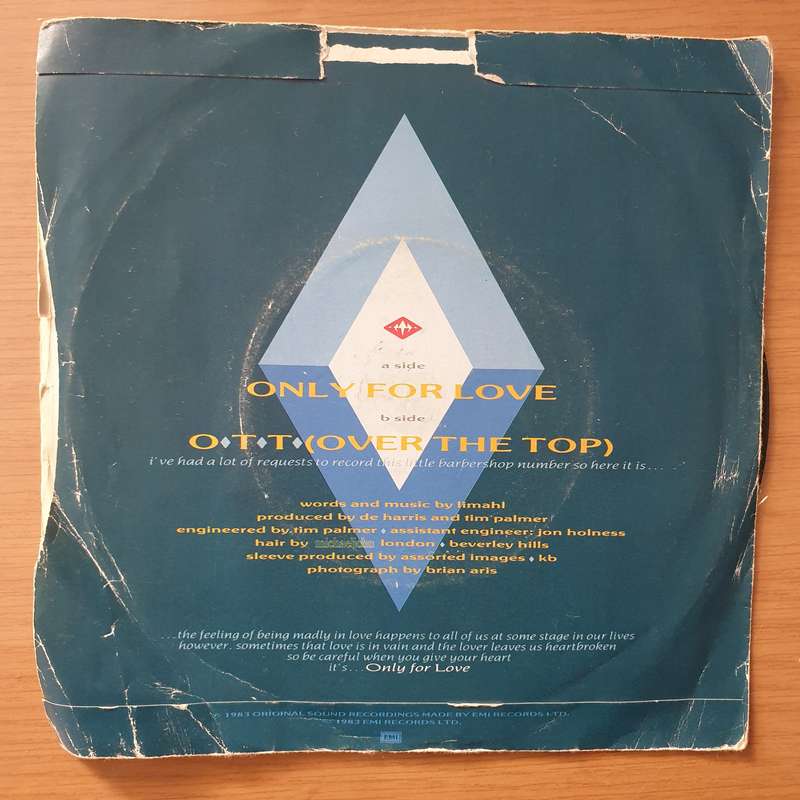 a side
ONLY FOR LOVE
b side
O♦T♦T♦(OVER THE TOP)
i've had a lot of requests to record this little barbershop number so here it is....
words and music by limahl
produced by de harris and tim palmer
engineered by tim palmer ♦ assistant engineer: jon holness
hair by michaeljohn london ♦ beverley hills
sleeve produced by assorted images ♦ kb
photograph by brian aris
...the feeling of being madly in love happens to all of us at some stage in our lives
however, sometimes that love is in vain and the lover leaves us heartbroken
so be careful when you give your heart
it's...Only for Love
℗ 1983 ORIGINAL SOUND RECORDINGS MADE BY EMI RECORDS LTD.
© 1983 EMI RECORDS LTD.
EMI